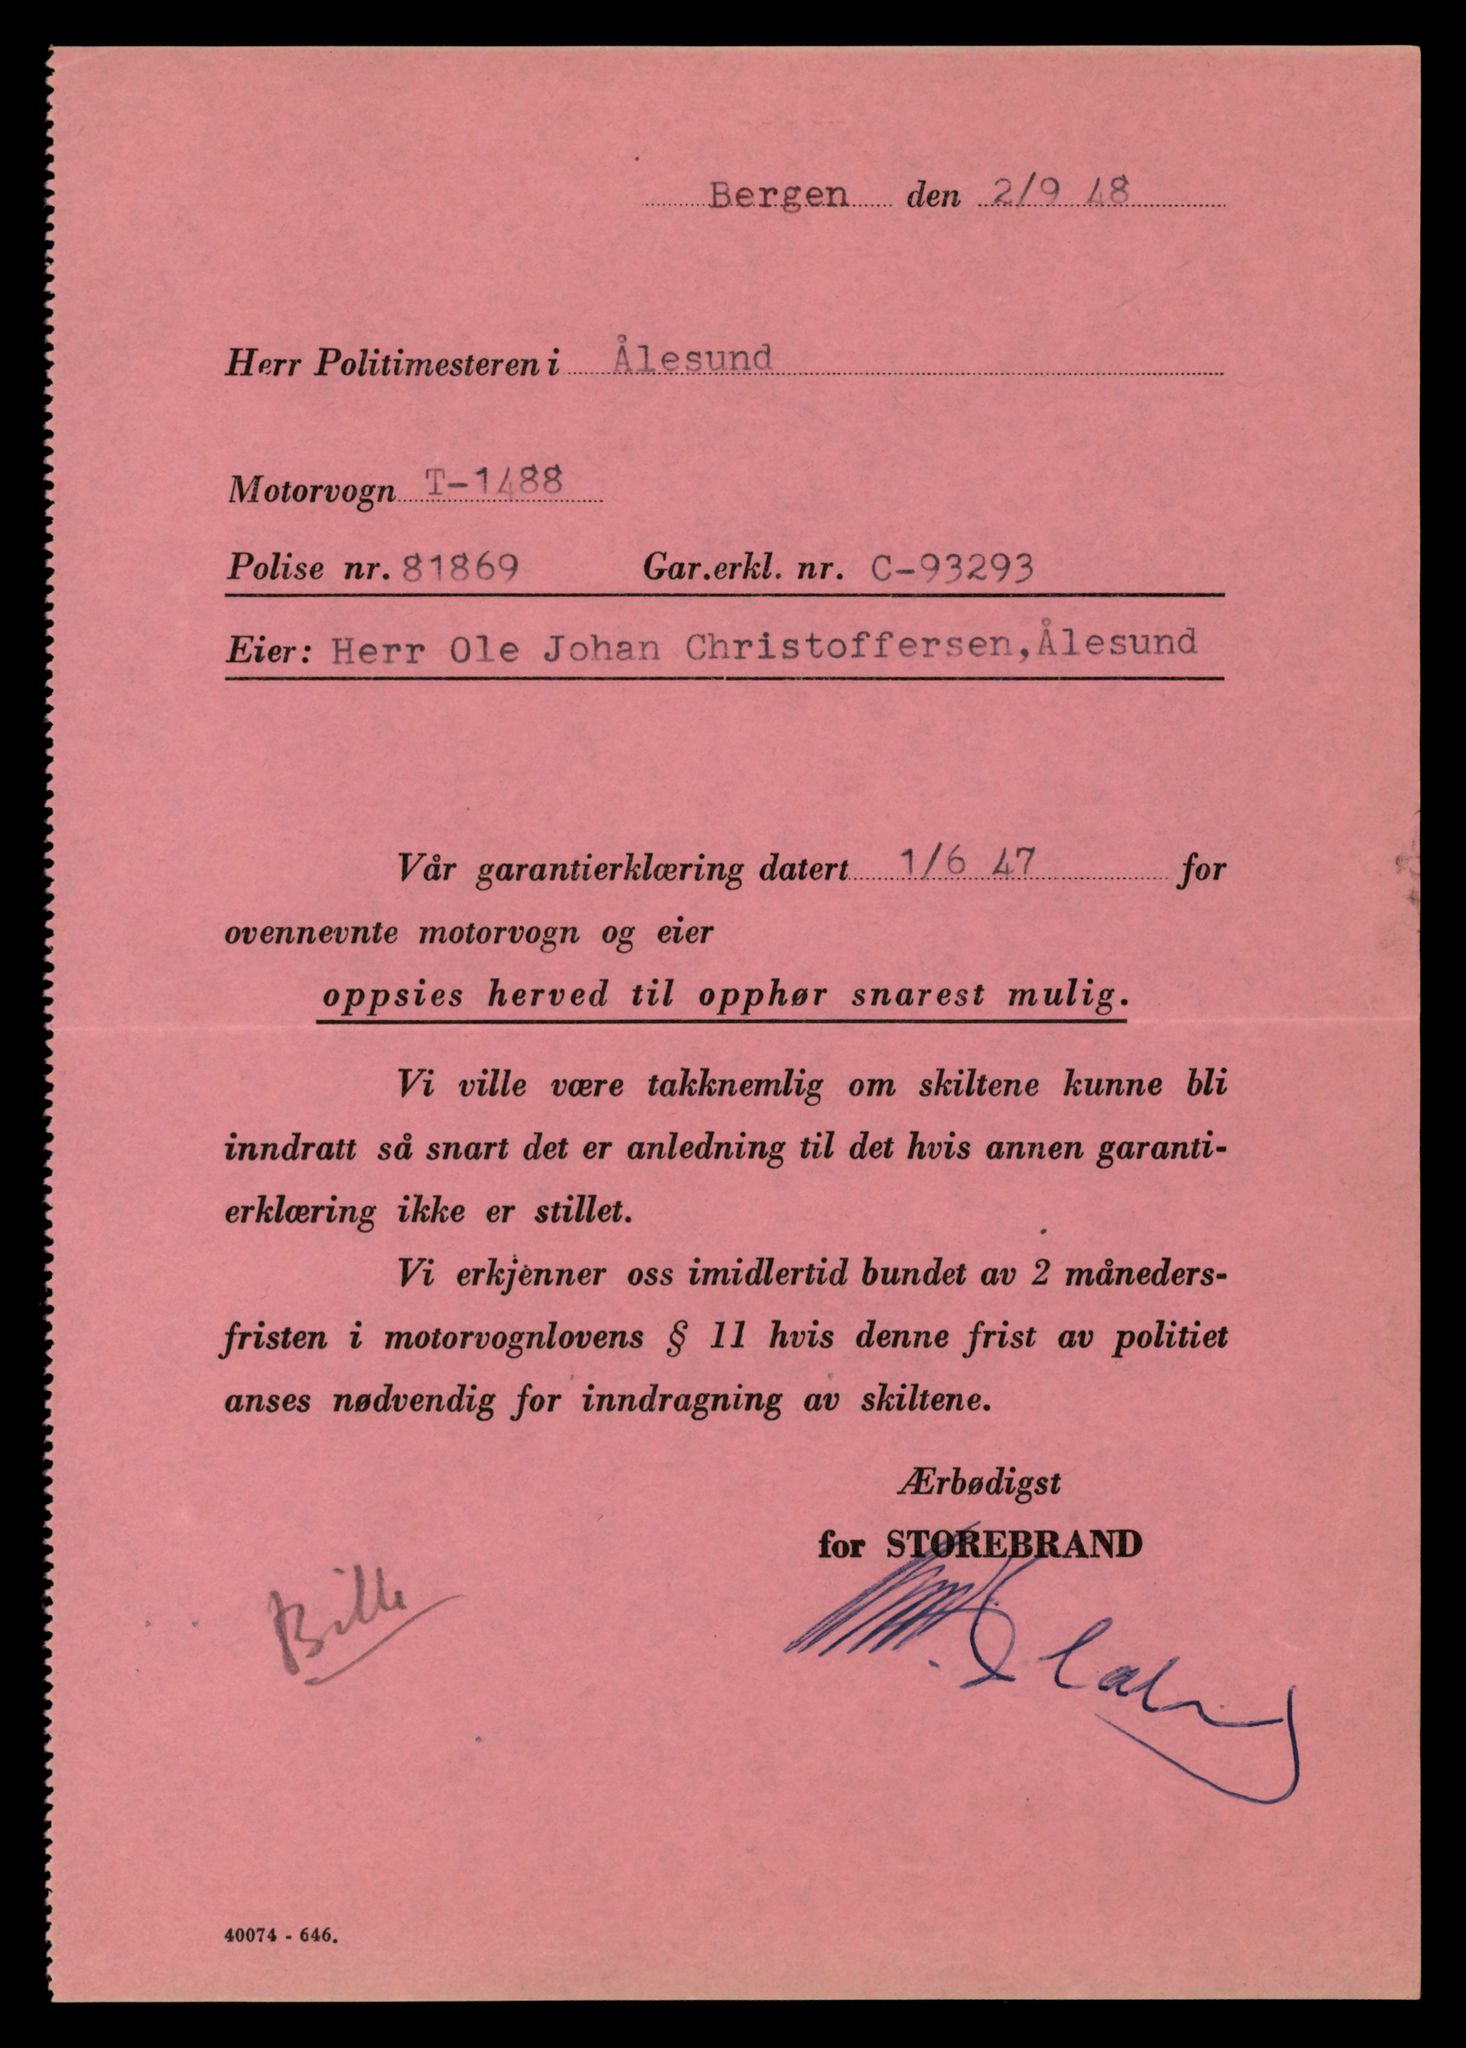 Bergen den 2/9 48
Herr Politimesteren i Ålesund
Motorvogn T-1488
Polise nr. 81869 Gar.erkl. nr. C-93293
Eier: Herr Ole Johan Christoffersen, Ålesund
Vår garantierklæring datert 1/6 47 for
ovennevnte motorvogn og eier
oppsies herved til opphør snarest mulig.
Vi ville være takknemlig om skiltene kunne bli
inndratt så snart det er anledning til det hvis annen garanti-
erklæring ikke er stillet.
Vi erkjenner oss imidlertid bundet av 2 måneders-
fristen i motorvognlovens § 11 hvis denne frist av politiet
anses nødvendig for inndragning av skiltene.
Ærbødigst
for STOREBRAND
Bille
40074 - 646.